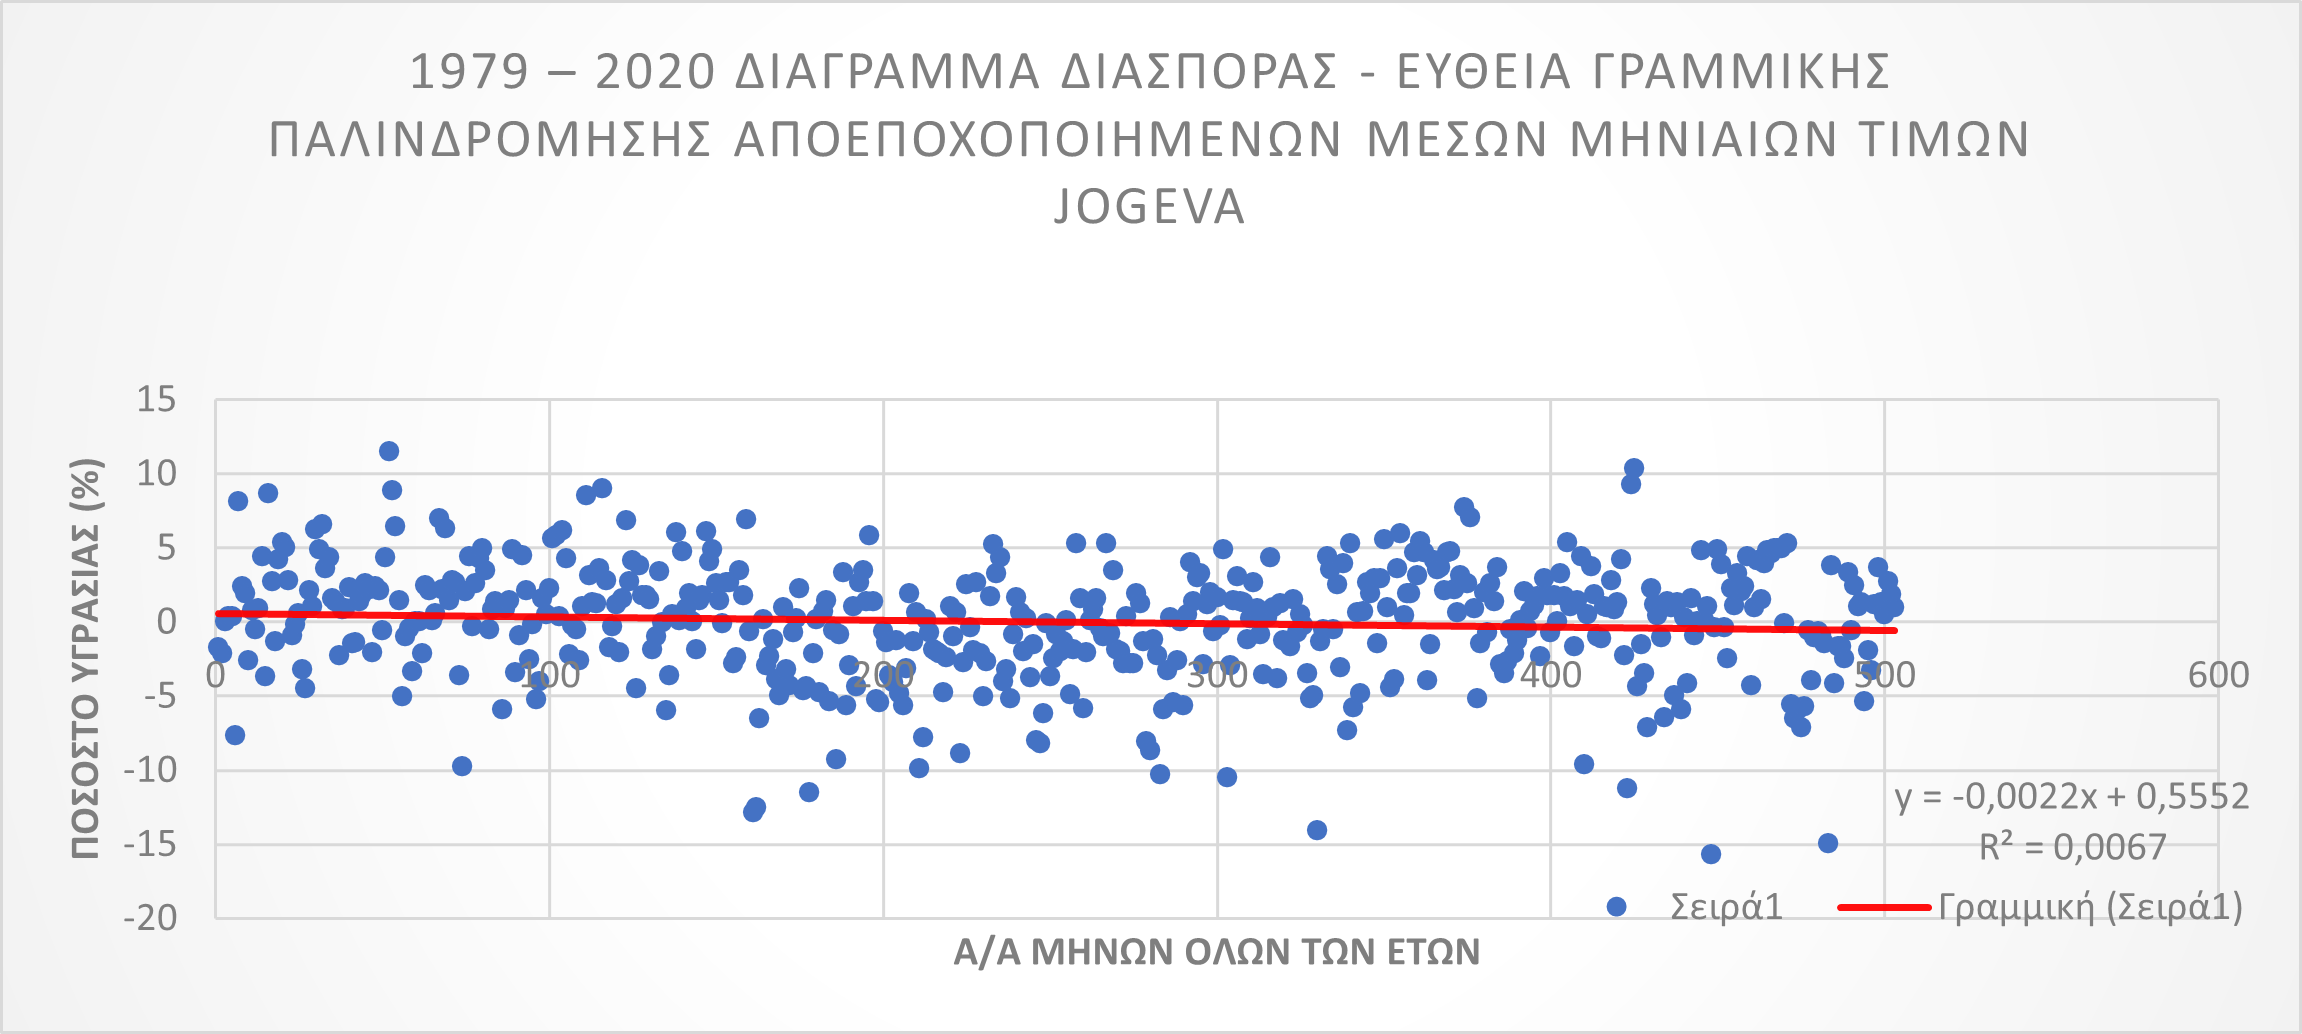 1979 – 2020 ΔΙΑΓΡΑΜΜΑ ΔΙΑΣΠΟΡΑΣ - ΕΥΘΕΙΑ ΓΡΑΜΜΙΚΗΣ
ΠΑΛΙΝΔΡΟΜΗΣΗΣ ΑΠΟΕΠΟΧΟΠΟΙΗΜΕΝΩΝ ΜΕΣΩΝ ΜΗΝΙΑΙΩΝ ΤΙΜΩΝ
JOGEVA
ΠΟΣΟΣΤΟ ΥΓΡΑΣΙΑΣ (%)
15
10
5
0
-5
-10
-15
-20
0 100 200 300 400 500 600
y = -0,0022x + 0,5552
R² = 0,0067
Σειρά1 Γραμμική (Σειρά1)
Α/Α ΜΗΝΩΝ ΟΛΩΝ ΤΩΝ ΕΤΩΝ